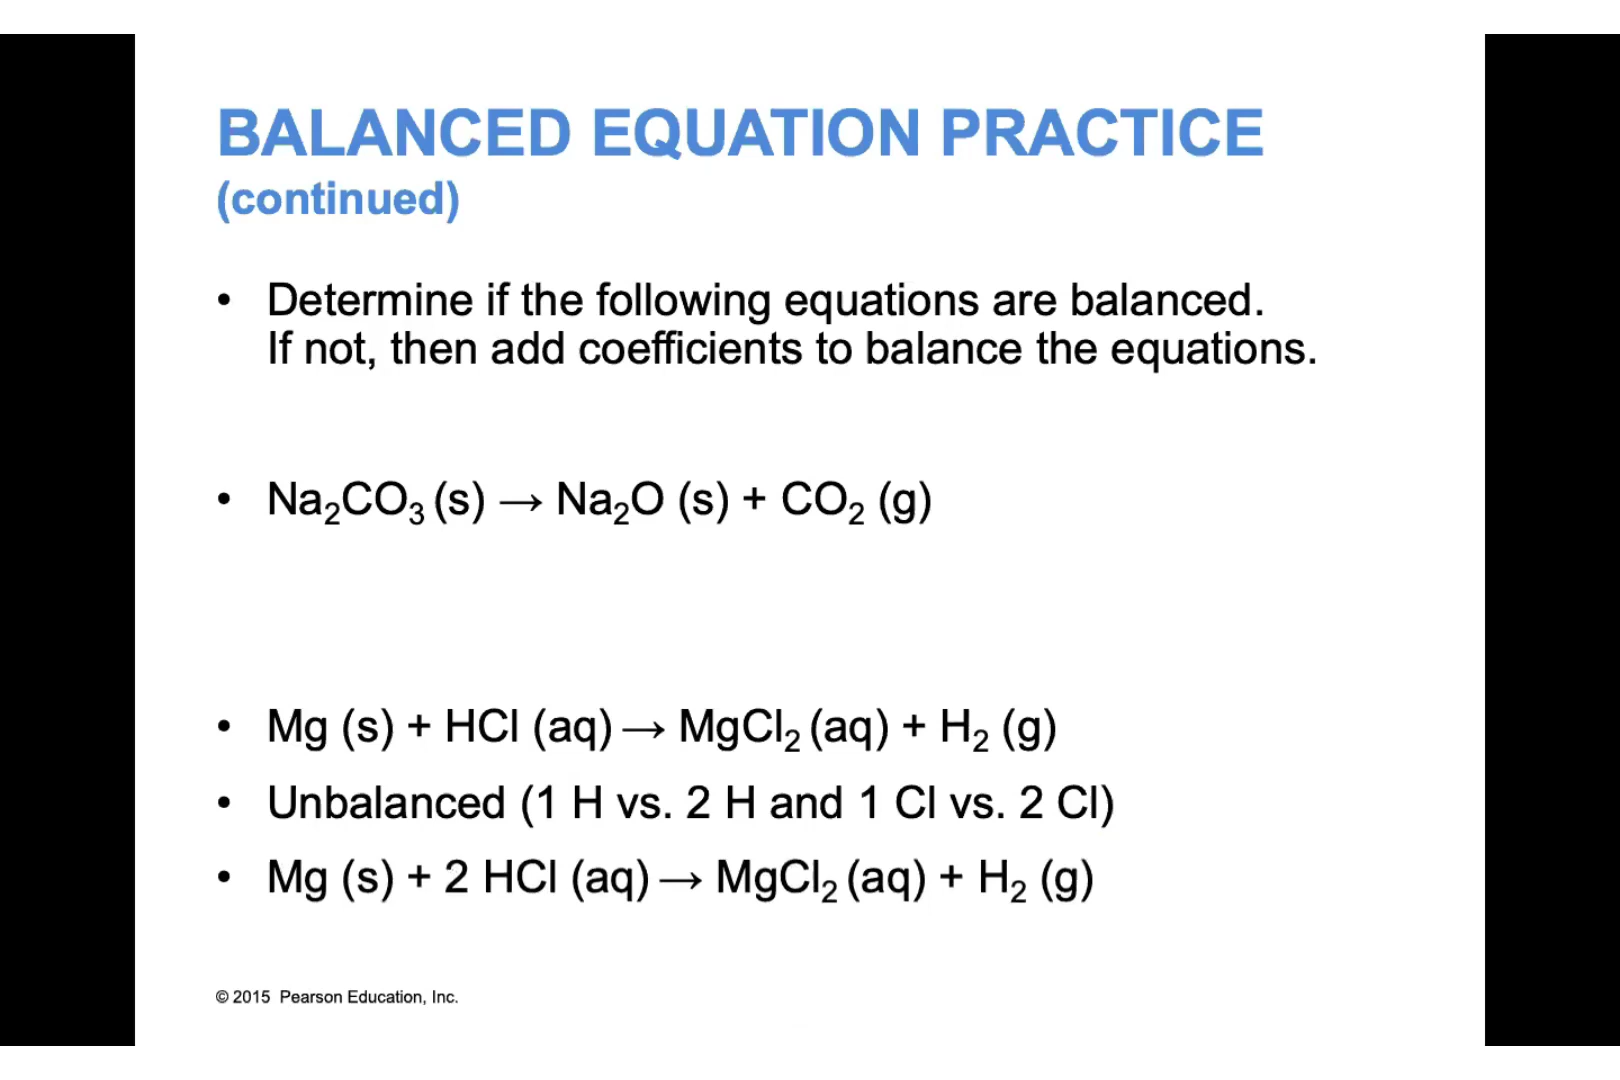 BALANCED EQUATION PRACTICE
(continued)
• Determine if the following equations are balanced.
If not, then add coefficients to balance the equations.
• Na₂CO₃ (s) → Na₂O (s) + CO₂ (g)
• Mg (s) + HCl (aq) → MgCl₂ (aq) + H₂ (g)
• Unbalanced (1 H vs. 2 H and 1 Cl vs. 2 Cl)
• Mg (s) + 2 HCl (aq) → MgCl₂ (aq) + H₂ (g)
© 2015 Pearson Education, Inc.